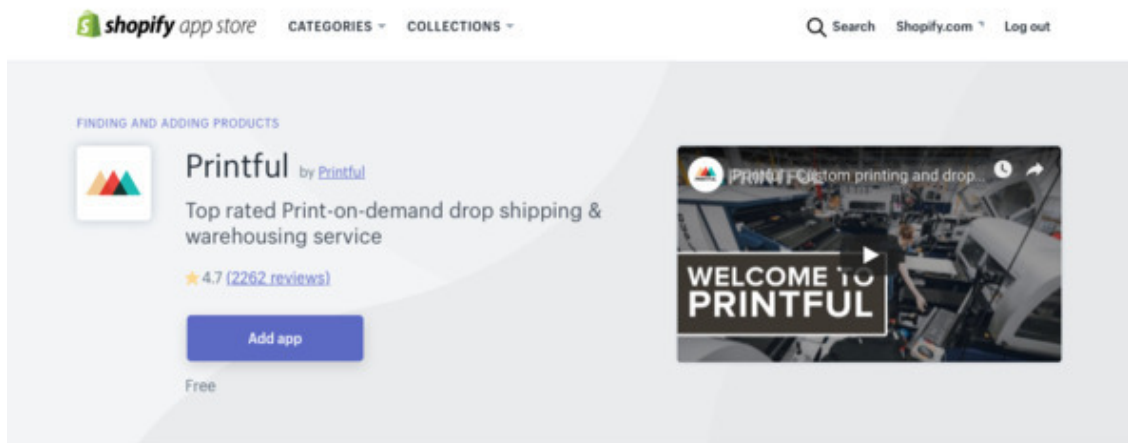 shopify app store CATEGORIES COLLECTIONS Search Shopify.com Log out
FINDING AND ADDING PRODUCTS
Printful by Printful
Top rated Print-on-demand drop shipping &
warehousing service
4.7 (2262 reviews)
Add app
Free
Printful - Custom printing and drop...
WELCOME TO
PRINTFUL